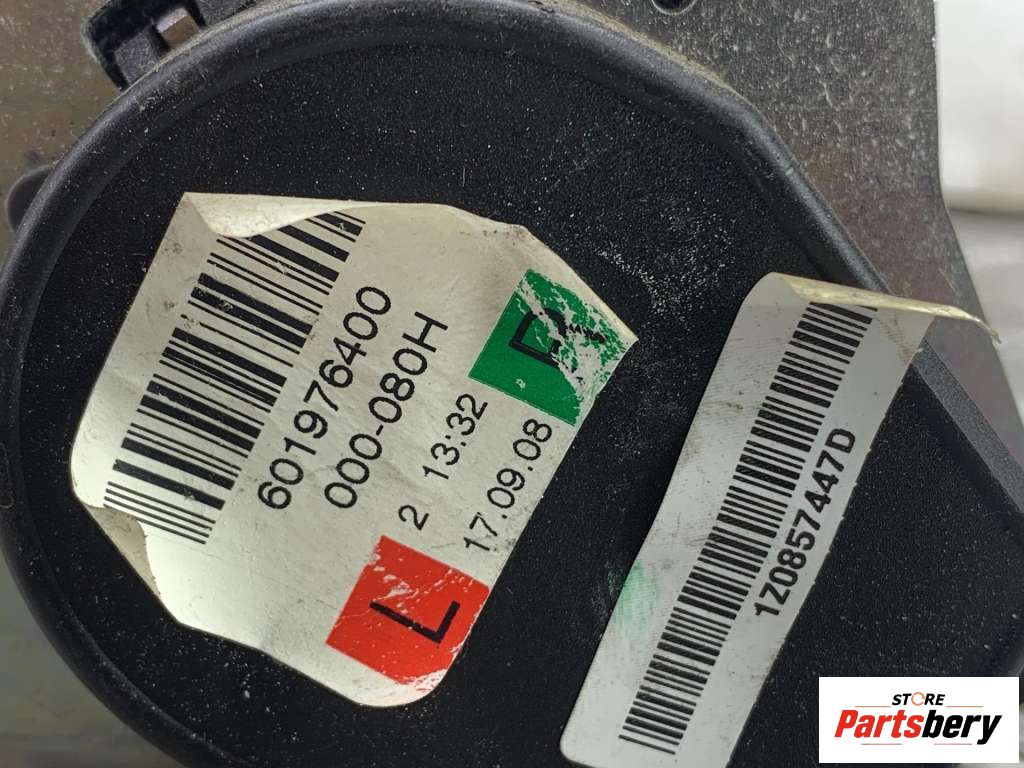 601976400
000-080H
2 13:32
17.09.08
L
1Z0857447D
STORE
Partsbery